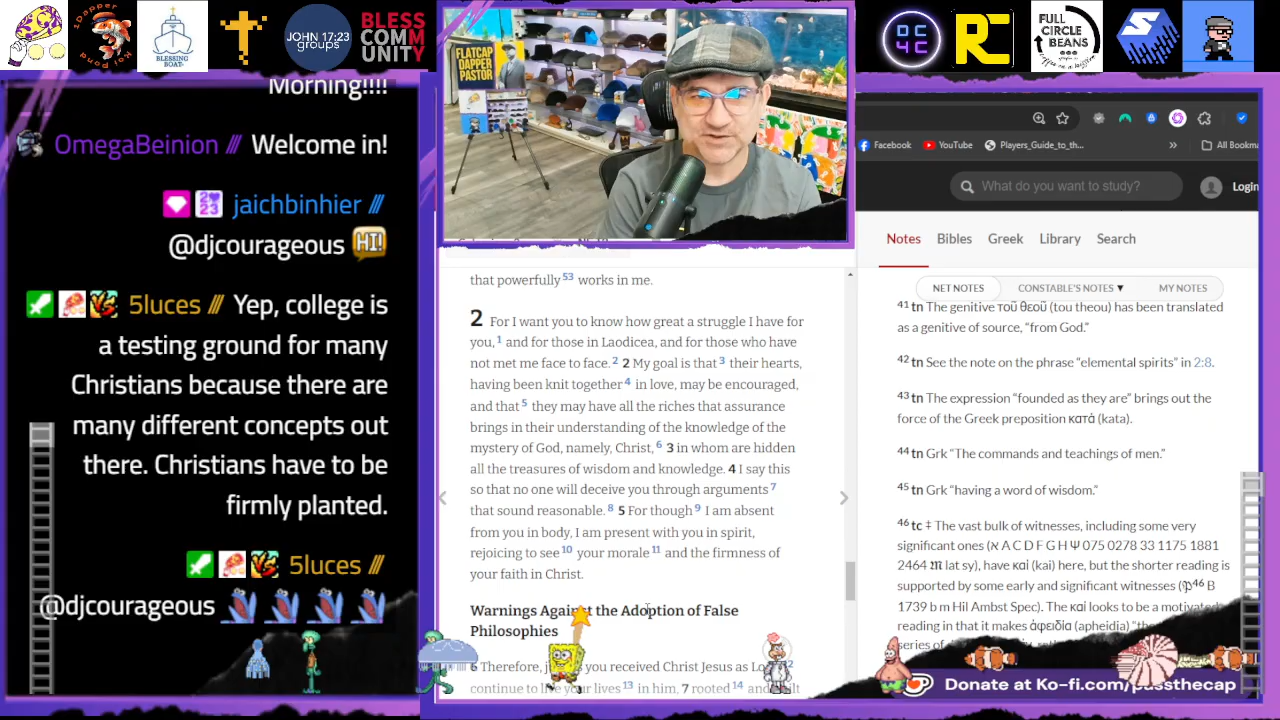 BLESSING BOAT
JOHN 17:23
groups
BLESS
COMM
UNITY
OC
4C
RC
FULL
CIRCLE
BEANS
Morning!!!!
OmegaBeinion /// Welcome in!
jaichbinhier ///
@djcourageous HI!
5luces /// Yep, college is
a testing ground for many
Christians because there are
many different concepts out
there. Christians have to be
firmly planted.
5luces ///
@djcourageous
FLATCAP
DAPPER
PASTOR
that powerfully 53 works in me.
2 For I want you to know how great a struggle I have for
you, 1 and for those in Laodicea, and for those who have
not met me face to face. 2 2 My goal is that 3 their hearts,
having been knit together 4 in love, may be encouraged,
and that 5 they may have all the riches that assurance
brings in their understanding of the knowledge of the
mystery of God, namely, Christ, 6 3 in whom are hidden
all the treasures of wisdom and knowledge. 4 I say this
so that no one will deceive you through arguments 7
that sound reasonable. 8 5 For though 9 I am absent
from you in body, I am present with you in spirit,
rejoicing to see 10 your morale 11 and the firmness of
your faith in Christ.
Warnings Against the Adoption of False
Philosophies
6 Therefore, you received Christ Jesus as 12
continue to live your lives 13 in him, 7 rooted 14 and
Facebook
YouTube
Players_Guide_to_th...
»
All Bookma
What do you want to study?
Login
Notes Bibles Greek Library Search
NET NOTES CONSTABLE'S NOTES ▼ MY NOTES
41 tn The genitive τοῦ θεοῦ (tou theou) has been translated
as a genitive of source, “from God.”
42 tn See the note on the phrase “elemental spirits” in 2:8.
43 tn The expression “founded as they are” brings out the
force of the Greek preposition κατά (kata).
44 tn Grk “The commands and teachings of men.”
45 tn Grk “having a word of wisdom.”
46 tc ‡ The vast bulk of witnesses, including some very
significant ones (א A C D F G H Ψ 075 0278 33 1175 1881
2464 𝔐 lat sy), have καί (kai) here, but the shorter reading is
supported by some early and significant witnesses (𝔓46 B
1739 b m Hil Ambst Spec). The καί looks to be a motivated
reading in that it makes ἀφειδία (apheidia)
series of
Donate at Ko-fi.com/passthecap